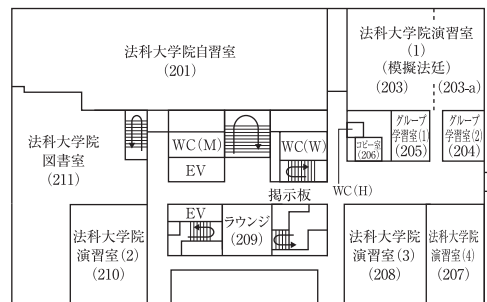 法科大学院自習室
(201)
法科大学院演習室
(1)
(模擬法廷)
(203)
(203-a)
法科大学院
図書室
(211)
WC(M)
EV
WC(W)
コピー室
(206)
グループ
学習室(1)
(205)
グループ
学習室(2)
(204)
掲示板
WC(H)
EV
ラウンジ
(209)
法科大学院
演習室(2)
(210)
法科大学院
演習室(3)
(208)
法科大学院
演習室(4)
(207)